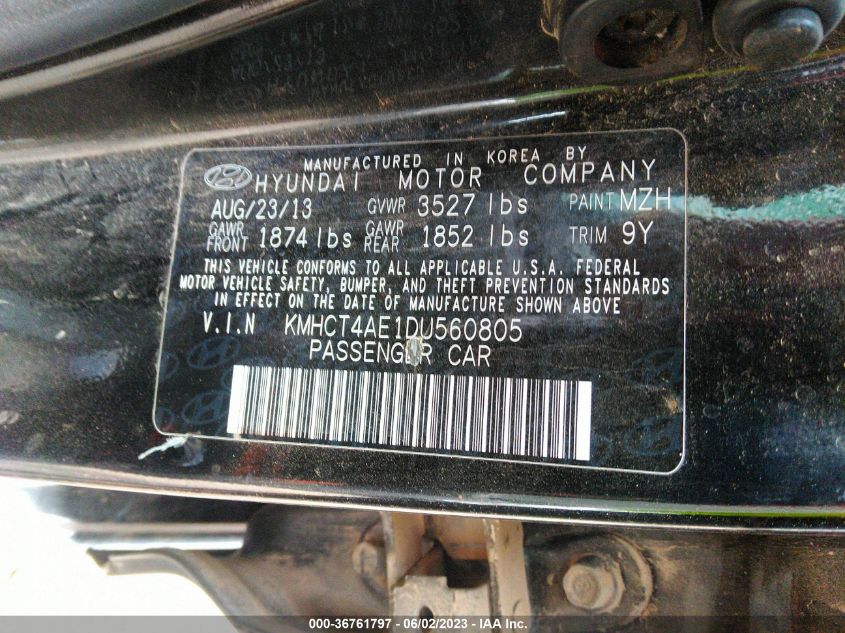 MANUFACTURED IN KOREA BY
HYUNDAI MOTOR COMPANY
AUG/23/13 GVWR 3527 lbs PAINT MZH
GAWR FRONT 1874 lbs GAWR REAR 1852 lbs TRIM 9Y
THIS VEHICLE CONFORMS TO ALL APPLICABLE U.S.A. FEDERAL
MOTOR VEHICLE SAFETY, BUMPER, AND THEFT PREVENTION STANDARDS
IN EFFECT ON THE DATE OF MANUFACTURE SHOWN ABOVE
V.I.N KMHCT4AE1DU560805
PASSENGER CAR
000-36761797 - 06/02/2023 - IAA Inc.